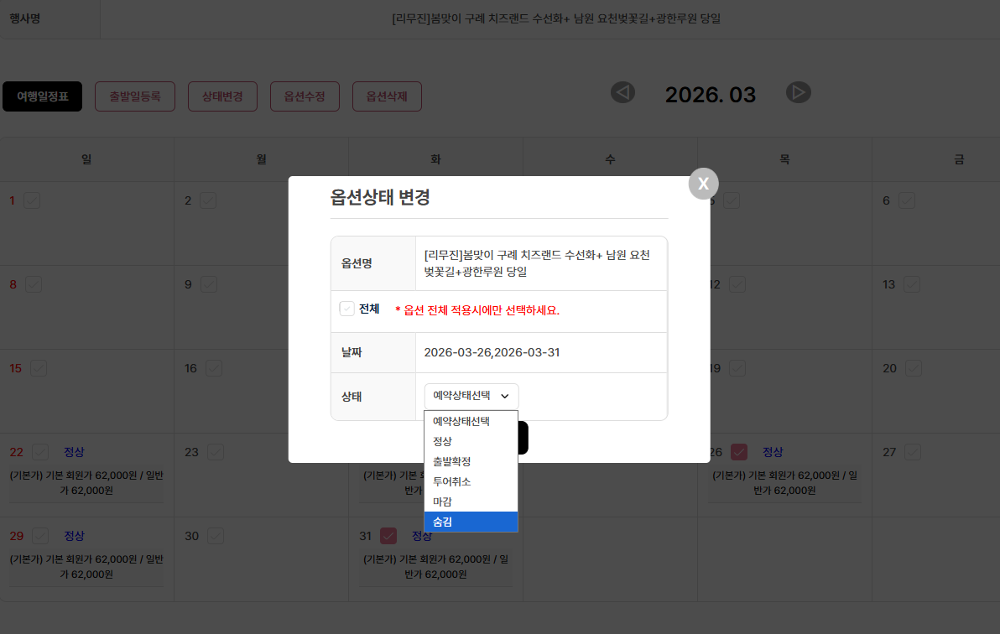 행사명 [리무진]봄맞이 구례 치즈랜드 수선화+ 남원 요천벚꽃길+광한루원 당일
여행일정표 출발일등록 상태변경 옵션수정 옵션삭제 2026. 03
일 월 화 수 목 금
옵션상태 변경 X
1 2 5 6
옵션명 [리무진]봄맞이 구례 치즈랜드 수선화+ 남원 요천
벚꽃길+광한루원 당일
8 9 12 13
전체 * 옵션 전체 적용시에만 선택하세요.
날짜 2026-03-26,2026-03-31
15 16 19 20
상태 예약상태선택
예약상태선택
정상
출발확정
투어취소
마감
숨김
22 정상 23 26 정상 27
(기본가) 기본 회원가 62,000원 / 일반
가 62,000원
(기본가) 기본 회
반가 6
(기본가) 기본 회원가 62,000원 / 일
반가 62,000원
29 정상 30 31 정상
(기본가) 기본 회원가 62,000원 / 일반
가 62,000원
(기본가) 기본 회원가 62,000원 / 일
반가 62,000원